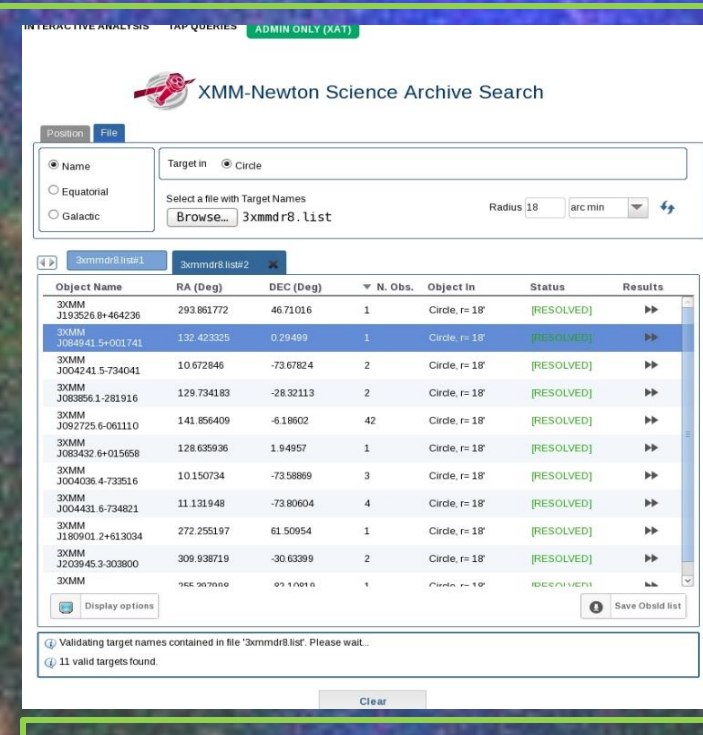 INTERACTIVE ANALYSIS TAP QUERIES ADMIN ONLY (XAT)
XMM-Newton Science Archive Search
Position File
Name
Equatorial
Galactic
Target in Circle
Select a file with Target Names
Browse... 3xmmdr8.list
Radius 18 arc min
3xmmdr8.list#1 3xmmdr8.list#2
Object Name RA (Deg) DEC (Deg) N. Obs. Object In Status Results
3XMM
J193526.8+464236 293.861772 46.71016 1 Circle, r= 18' [RESOLVED]
3XMM
J084941.5+001741 132.423325 0.29499 1 Circle, r= 18' [RESOLVED]
3XMM
J004241.5-734041 10.672846 -73.67824 2 Circle, r= 18' [RESOLVED]
3XMM
J083856.1-281916 129.734183 -28.32113 2 Circle, r= 18' [RESOLVED]
3XMM
J092725.6-061110 141.856409 -6.18602 42 Circle, r= 18' [RESOLVED]
3XMM
J083432.6+015658 128.635936 1.94957 1 Circle, r= 18' [RESOLVED]
3XMM
J004036.4-733516 10.150734 -73.58869 3 Circle, r= 18' [RESOLVED]
3XMM
J004431.6-734821 11.131948 -73.80604 4 Circle, r= 18' [RESOLVED]
3XMM
J180901.2+613034 272.255197 61.50954 1 Circle, r= 18' [RESOLVED]
3XMM
J203945.3-303800 309.938719 -30.63399 2 Circle, r= 18' [RESOLVED]
3XMM
Display options Save ObsId list
Validating target names contained in file '3xmmdr8.list'. Please wait...
11 valid targets found.
Clear